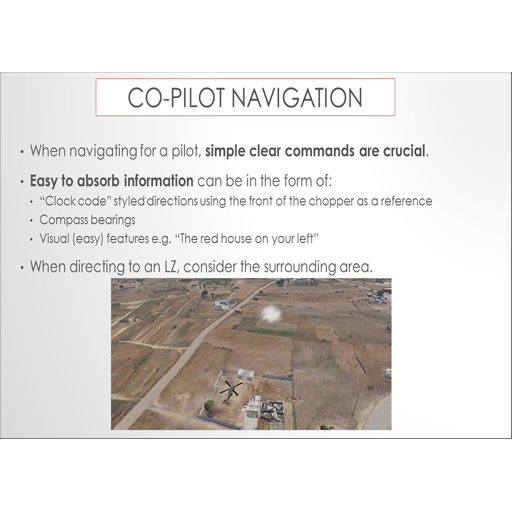 CO-PILOT NAVIGATION
• When navigating for a pilot, simple clear commands are crucial.
• Easy to absorb information can be in the form of:
• “Clock code” styled directions using the front of the chopper as a reference
• Compass bearings
• Visual (easy) features e.g. “The red house on your left”
• When directing to an LZ, consider the surrounding area.